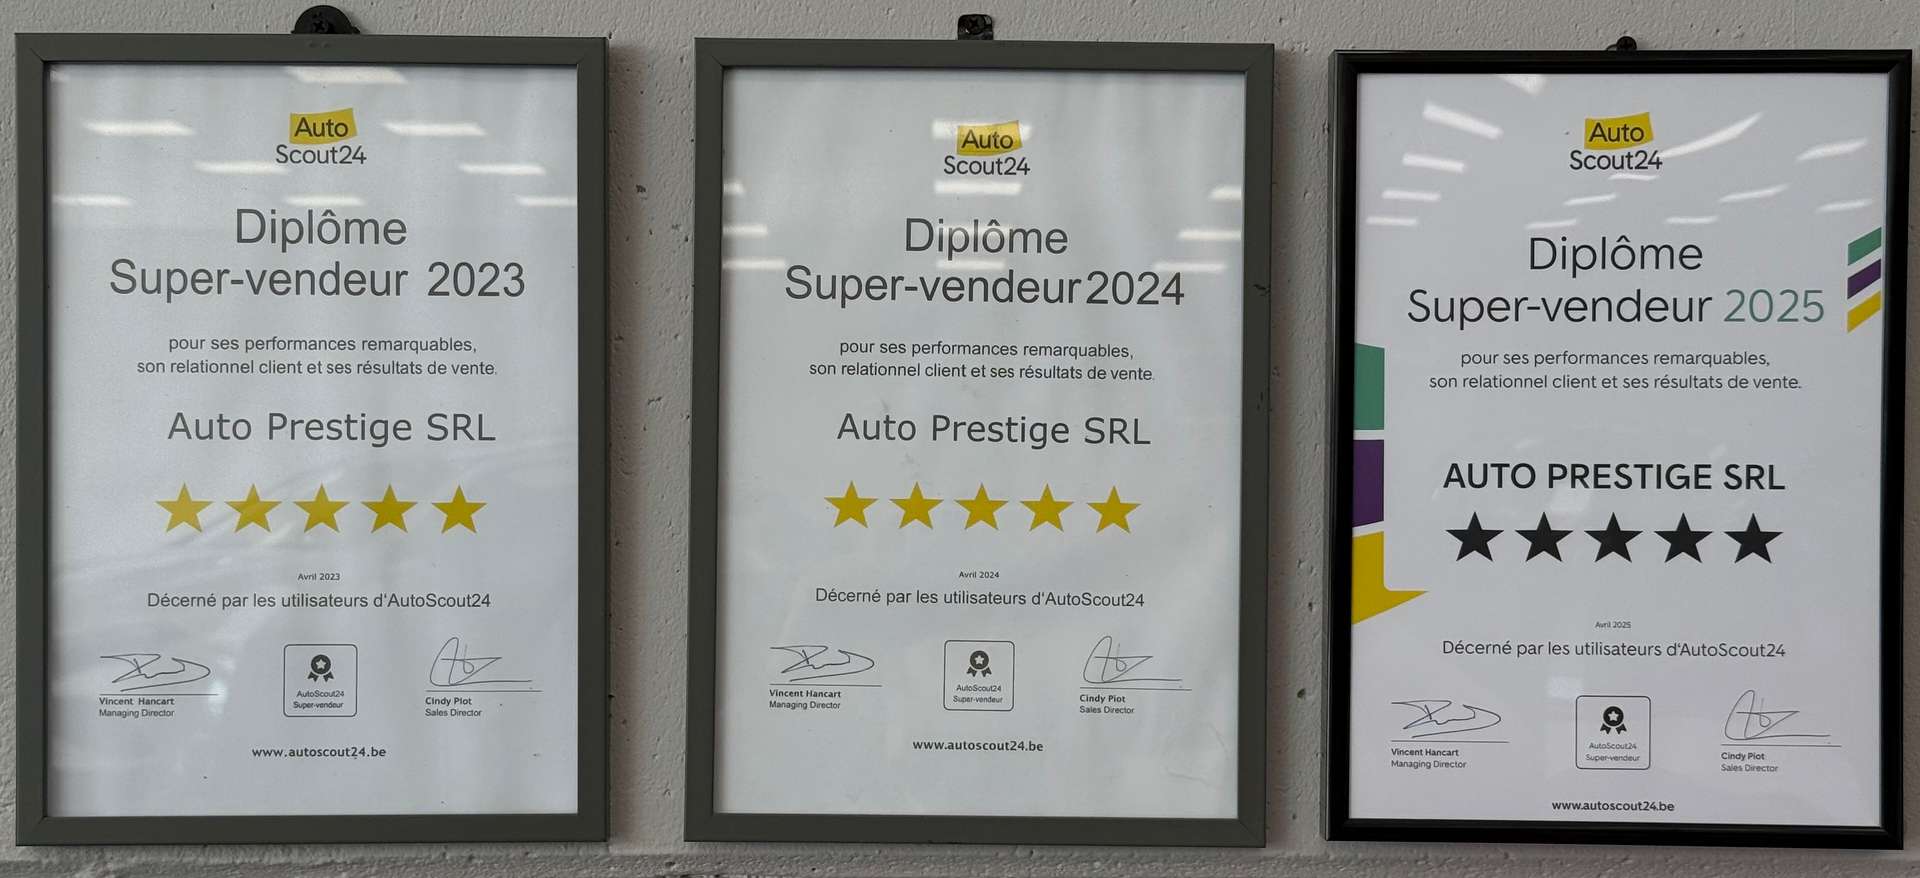 Auto
Scout24
Diplôme
Super-vendeur 2023
pour ses performances remarquables,
son relationnel client et ses résultats de vente.
Auto Prestige SRL
Avril 2023
Décerné par les utilisateurs d'AutoScout24
Vincent Hancart
Managing Director
AutoScout24
Super-vendeur
Cindy Piot
Sales Director
www.autoscout24.be
Auto
Scout24
Diplôme
Super-vendeur 2024
pour ses performances remarquables,
son relationnel client et ses résultats de vente.
Auto Prestige SRL
Avril 2024
Décerné par les utilisateurs d'AutoScout24
Vincent Hancart
Managing Director
AutoScout24
Super-vendeur
Cindy Piot
Sales Director
www.autoscout24.be
Auto
Scout24
Diplôme
Super-vendeur 2025
pour ses performances remarquables,
son relationnel client et ses résultats de vente.
AUTO PRESTIGE SRL
Avril 2025
Décerné par les utilisateurs d'AutoScout24
Vincent Hancart
Managing Director
AutoScout24
Super-vendeur
Cindy Piot
Sales Director
www.autoscout24.be